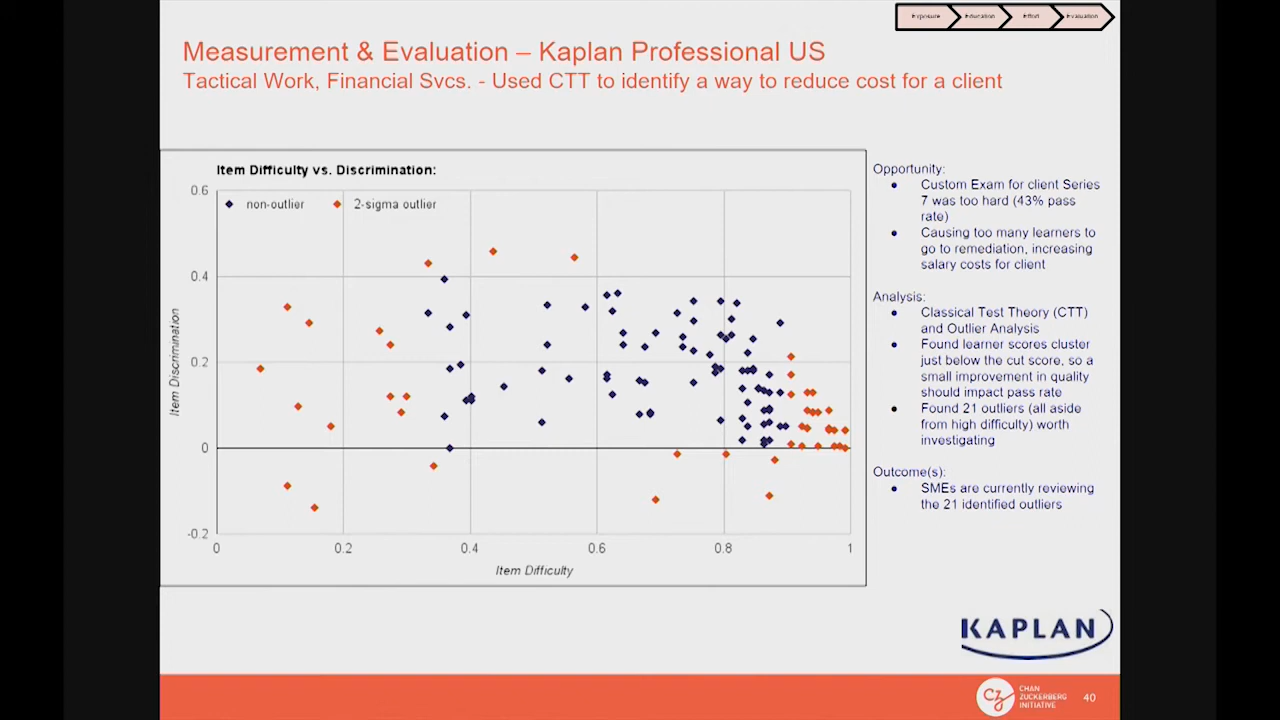 Exposure
Education
Effort
Evaluation
Measurement & Evaluation – Kaplan Professional US
Tactical Work, Financial Svcs. - Used CTT to identify a way to reduce cost for a client
Item Difficulty vs. Discrimination:
0.6
non-outlier
2-sigma outlier
0.4
0.2
0
-0.2
Item Discrimination
0
0.2
0.4
0.6
0.8
1
Item Difficulty
Opportunity:
Custom Exam for client Series
7 was too hard (43% pass
rate)
Causing too many learners to
go to remediation, increasing
salary costs for client
Analysis:
Classical Test Theory (CTT)
and Outlier Analysis
Found learner scores cluster
just below the cut score, so a
small improvement in quality
should impact pass rate
Found 21 outliers (all aside
from high difficulty) worth
investigating
Outcome(s):
SMEs are currently reviewing
the 21 identified outliers
KAPLAN
CZ
CHAN
ZUCKERBERG
INITIATIVE
40